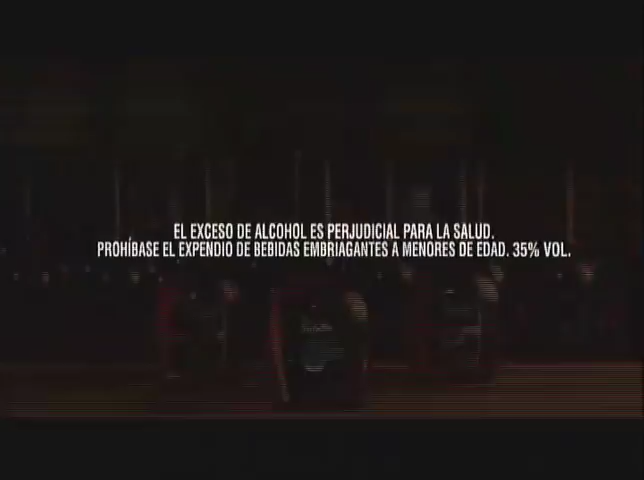 EL EXCESO DE ALCOHOL ES PERJUDICIAL PARA LA SALUD.
PROHÍBASE EL EXPENDIO DE BEBIDAS EMBRIAGANTES A MENORES DE EDAD. 35% VOL.